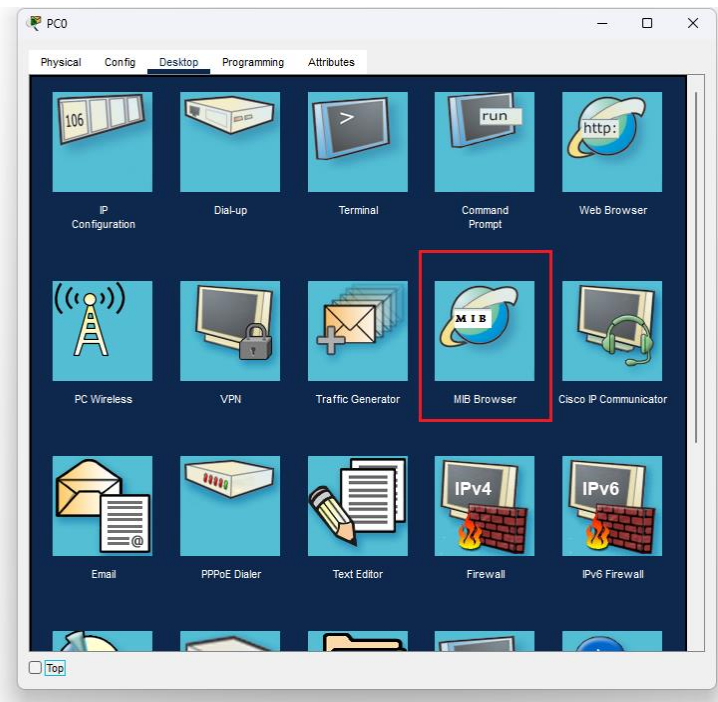 PC0
Physical Config Desktop Programming Attributes
106
>
run
http:
IP
Configuration
Dial-up
Terminal
Command
Prompt
Web Browser
MIB
PC Wireless
VPN
Traffic Generator
MIB Browser
Cisco IP Communicator
@
IPv4
IPv6
Email
PPPoE Dialer
Text Editor
Firewall
IPv6 Firewall
Top